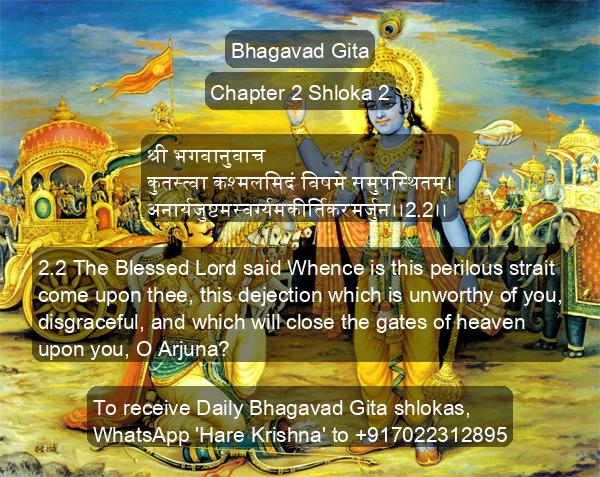 Bhagavad Gita
Chapter 2 Shloka 2
श्री भगवानुवाच
कुतस्त्वा कश्मलमिदं विषमे समुपस्थितम्।
अनार्यजुष्टमस्वर्ग्यमकीर्तिकरमर्जुन।।2.2।।
2.2 The Blessed Lord said Whence is this perilous strait
come upon thee, this dejection which is unworthy of you,
disgraceful, and which will close the gates of heaven
upon you, O Arjuna?
To receive Daily Bhagavad Gita shlokas,
WhatsApp 'Hare Krishna' to +917022312895